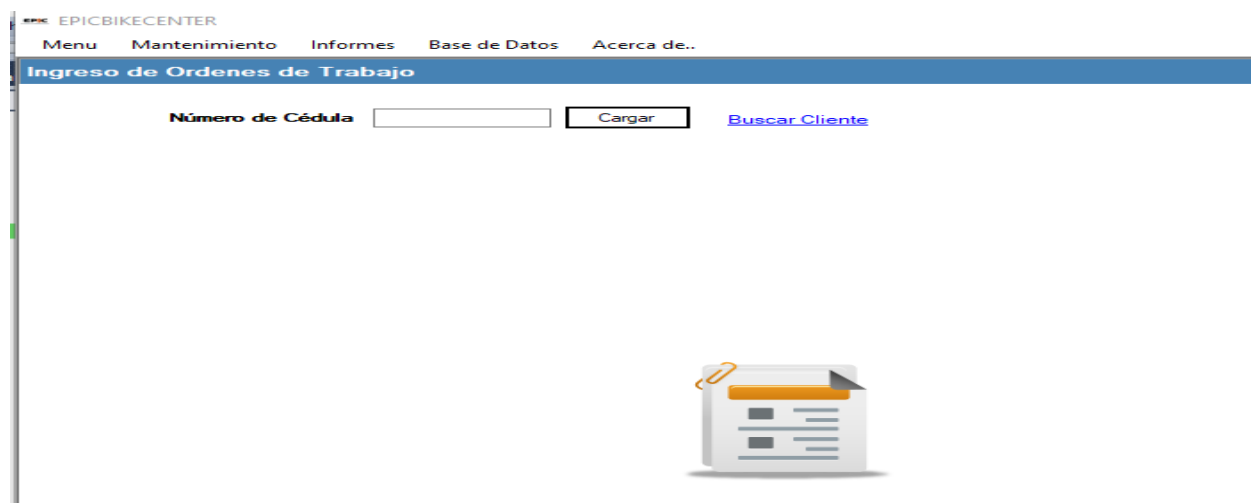 EPIC EPICBIKECENTER
Menu Mantenimiento Informes Base de Datos Acerca de..
Ingreso de Ordenes de Trabajo
Número de Cédula Cargar Buscar Cliente